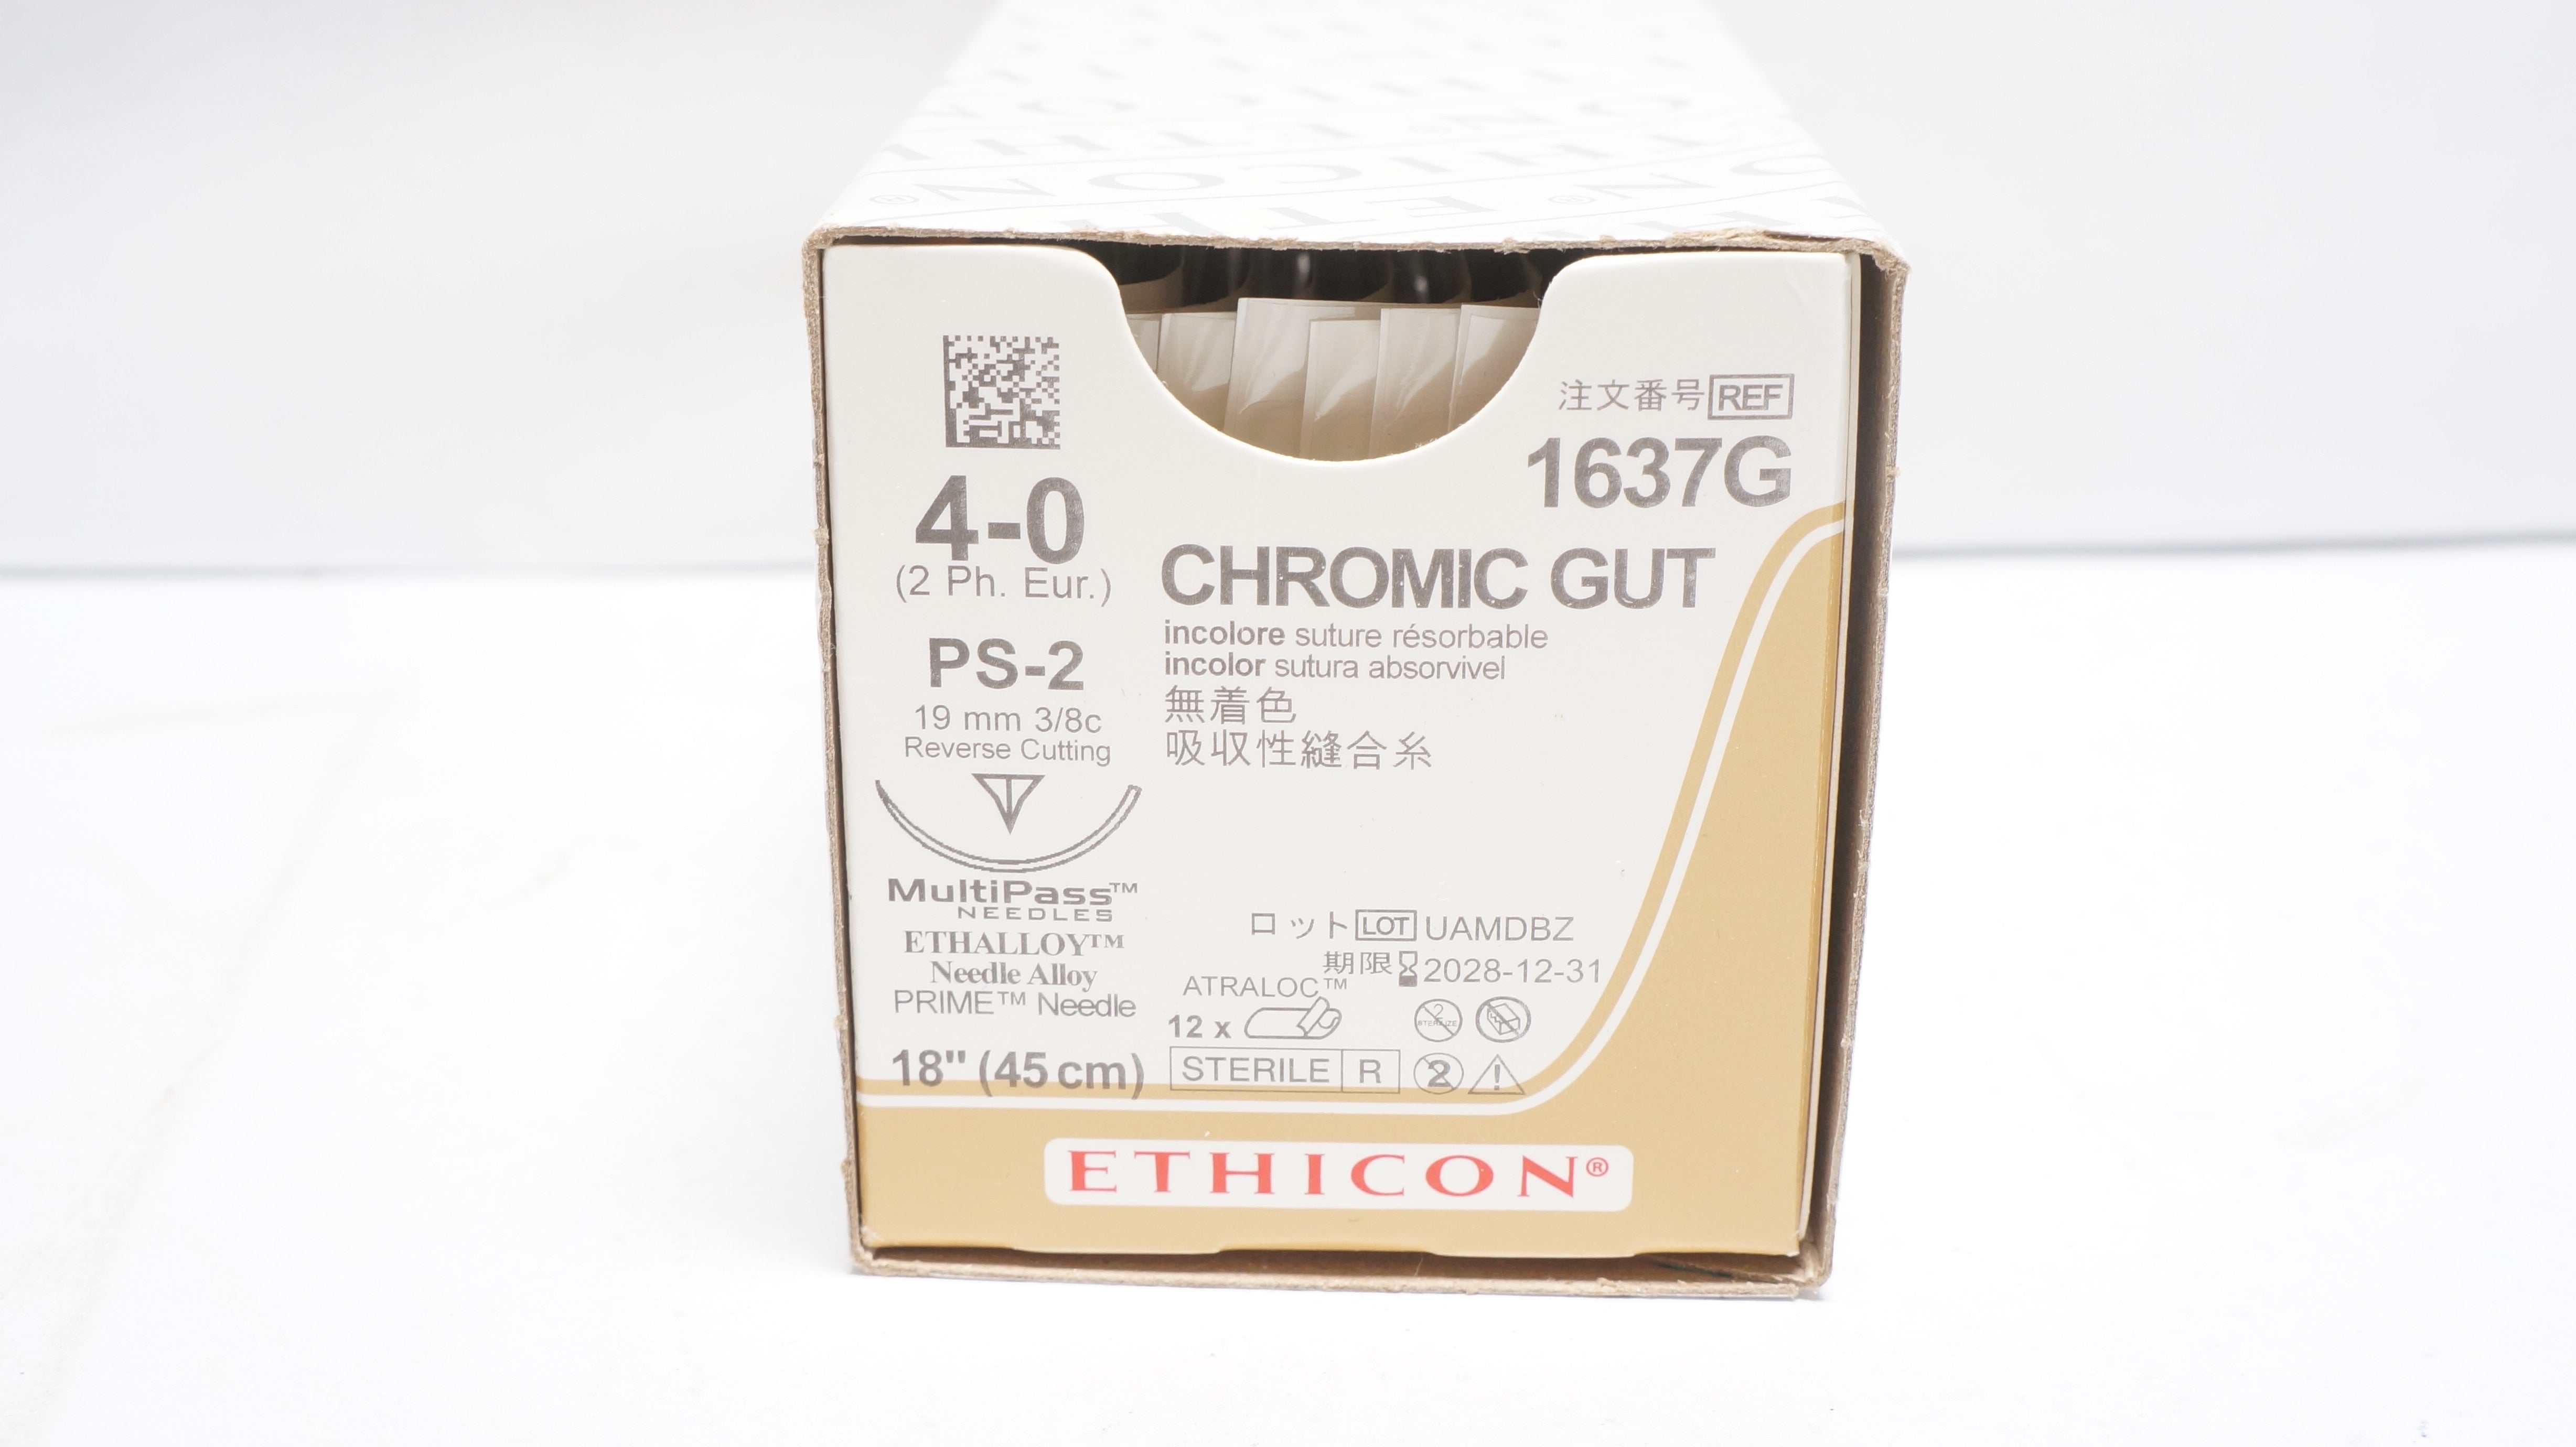 ETHICON®
4-0
(2 Ph. Eur.)
PS-2
19 mm 3/8c
Reverse Cutting
MultiPass™
NEEDLES
ETHALLOY™
Needle Alloy
PRIME™ Needle
18" (45 cm)
注文番号 REF
1637G
CHROMIC GUT
incolore suture résorbable
incolor sutura absorvivel
無着色
吸収性縫合糸
ロット LOT UAMDBZ
期限 2028-12-31
ATRALOC™
12 x
2
STERILE R
2
ETHICON®